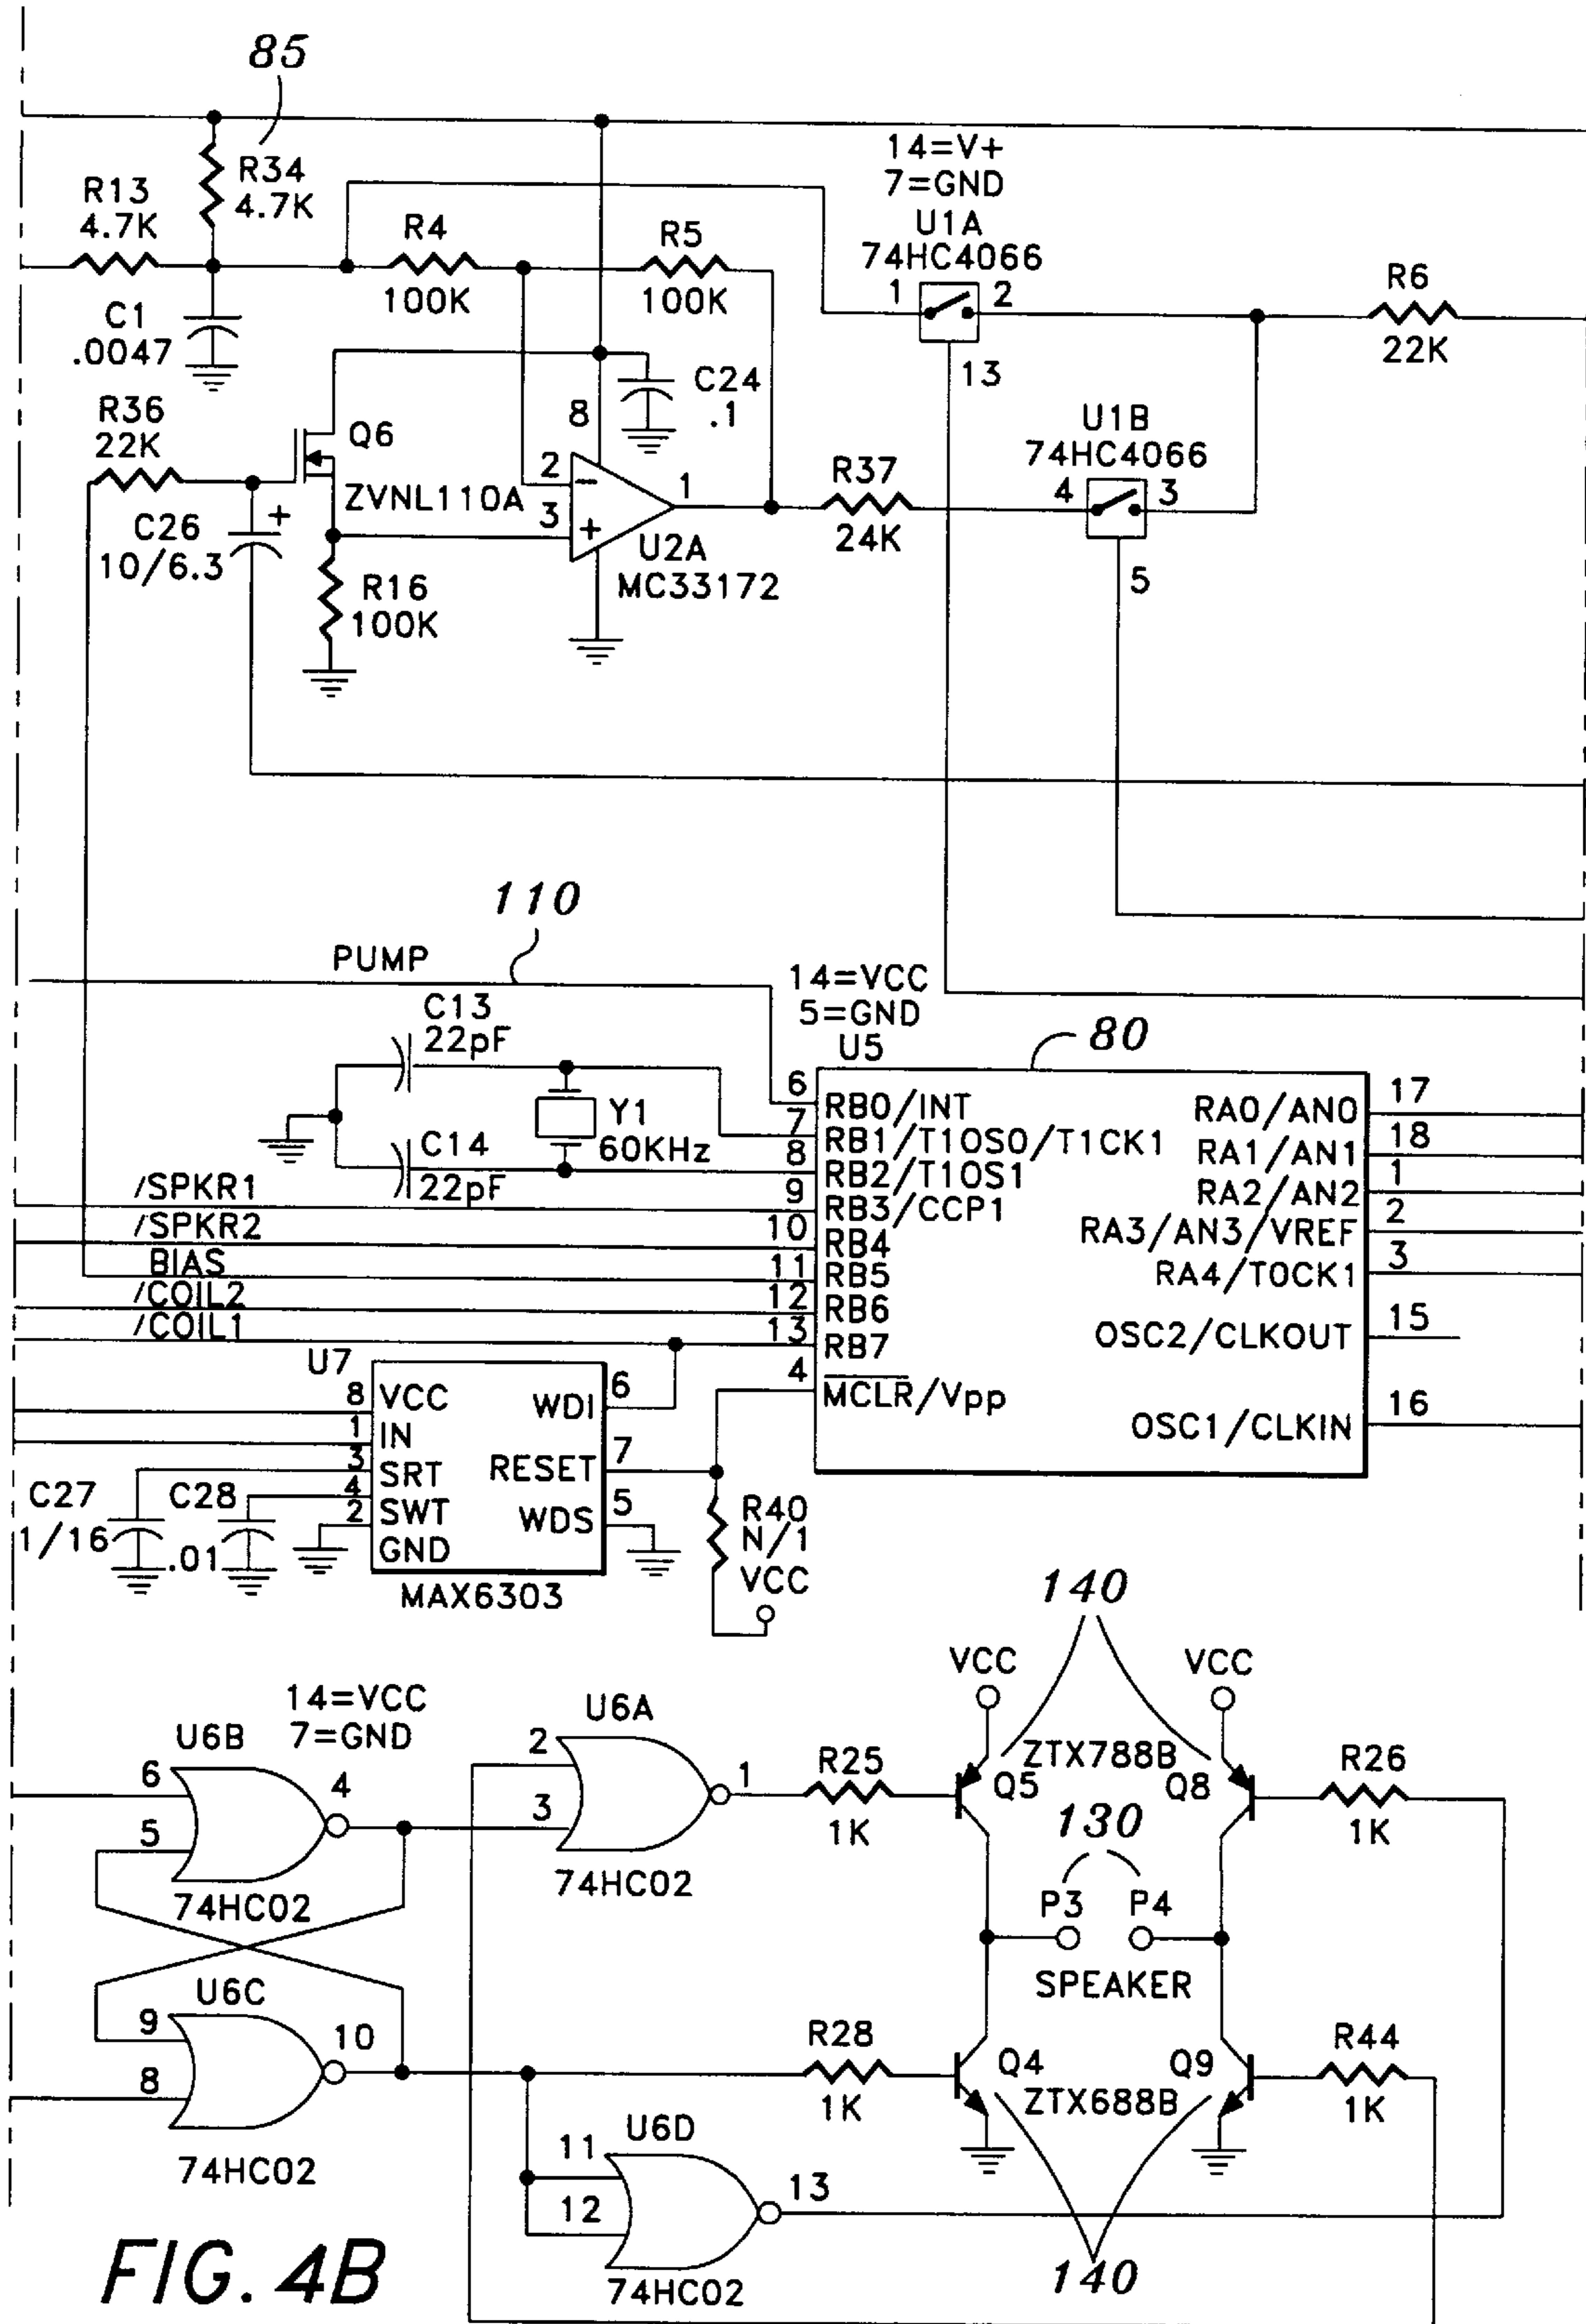 85
R13
4.7K
R34
4.7K
R4
100K
R5
100K
14=V+
7=GND
U1A
74HC4066
1
2
13
R6
22K
C1
.0047
C24
.1
8
R36
22K
Q6
ZVNL110A
2
3
-
+
1
U2A
MC33172
R37
24K
U1B
74HC4066
4
3
5
C26
+
10/6.3
R16
100K
110
PUMP
14=VCC
5=GND
U5
80
C13
22pF
Y1
60KHz
C14
22pF
/SPKR1
/SPKR2
BIAS
/COIL2
/COIL1
6
RB0/INT
7
RB1/T1OS0/T1CK1
8
RB2/T1OS1
9
RB3/CCP1
10
RB4
11
RB5
12
RB6
13
RB7
4
MCLR/Vpp
RA0/AN0
17
RA1/AN1
18
RA2/AN2
1
RA3/AN3/VREF
2
RA4/T0CK1
3
OSC2/CLKOUT
15
OSC1/CLKIN
16
U7
8
VCC
1
IN
3
SRT
4
SWT
2
GND
WDI
6
RESET
7
WDS
5
MAX6303
C27
1/16
C28
.01
R40
N/1
VCC
140
VCC
VCC
14=VCC
7=GND
U6B
6
5
4
74HC02
U6A
2
3
1
74HC02
R25
1K
ZTX788B
Q5
Q8
R26
1K
130
P3
P4
SPEAKER
U6C
9
8
10
74HC02
R28
1K
Q4
Q9
ZTX688B
R44
1K
U6D
11
12
13
74HC02
140
FIG. 4B